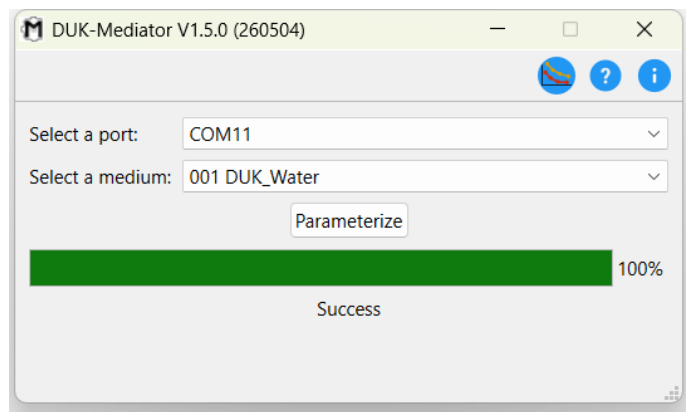 DUK-Mediator V1.5.0 (260504)
Select a port: COM11
Select a medium: 001 DUK_Water
Parameterize
100%
Success